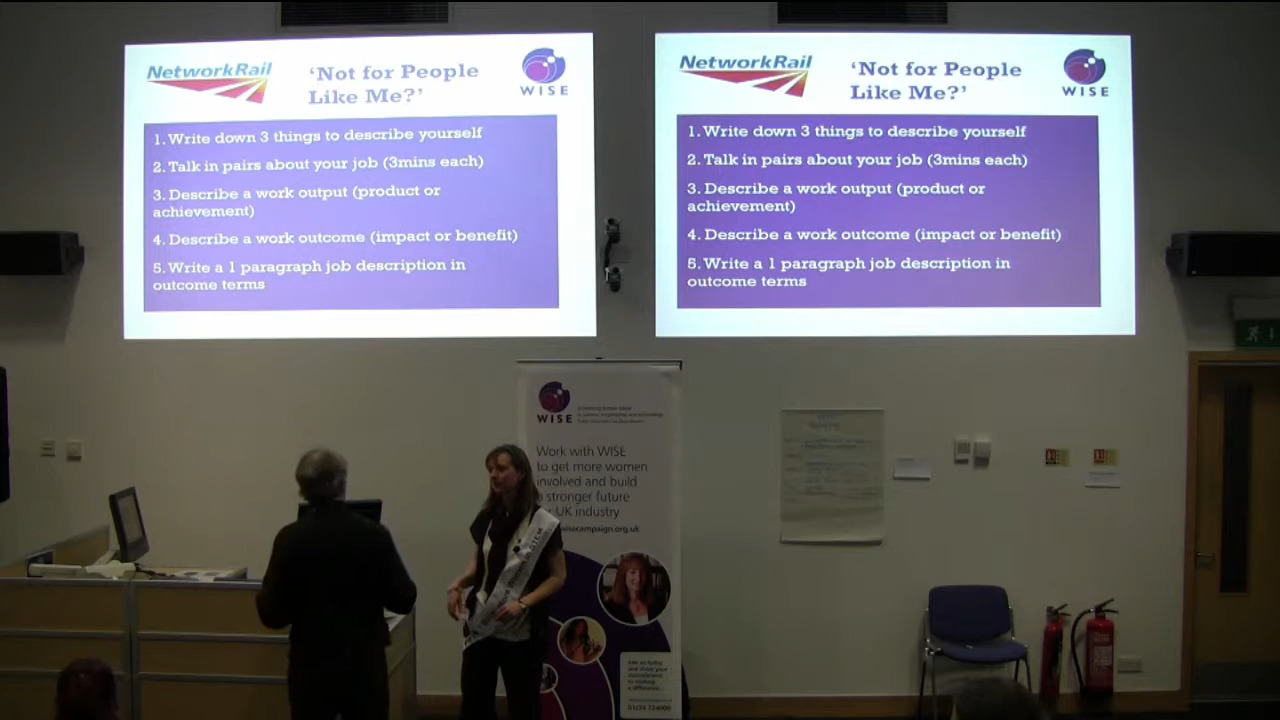 NetworkRail
'Not for People
Like Me?'
WISE
1. Write down 3 things to describe yourself
2. Talk in pairs about your job (3mins each)
3. Describe a work output (product or
achievement)
4. Describe a work outcome (impact or benefit)
5. Write a 1 paragraph job description in
outcome terms
NetworkRail
'Not for People
Like Me?'
WISE
1. Write down 3 things to describe yourself
2. Talk in pairs about your job (3mins each)
3. Describe a work output (product or
achievement)
4. Describe a work outcome (impact or benefit)
5. Write a 1 paragraph job description in
outcome terms
WISE
Work with WISE
to get more women
involved and build
a stronger future
UK industry
wisecampaign.org.uk